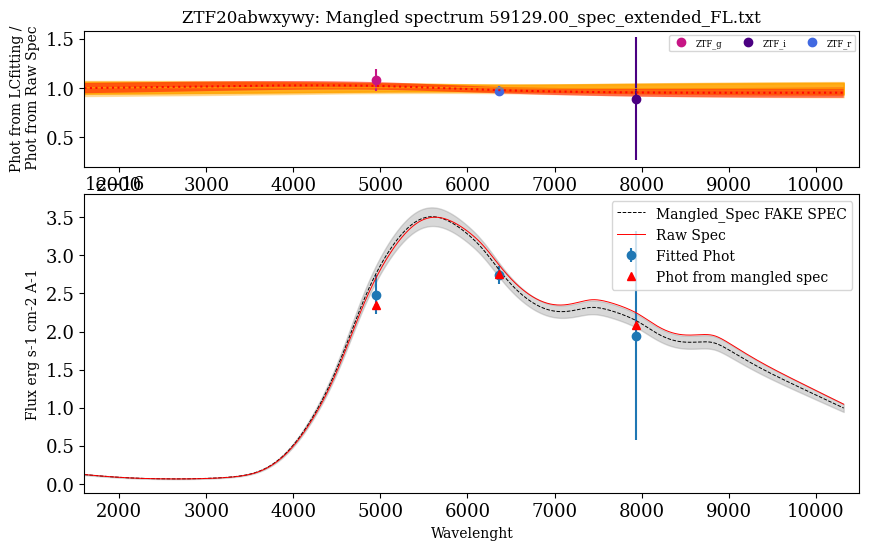 ZTF20abwxywy: Mangled spectrum 59129.00_spec_extended_FL.txt
Phot from LCfitting /
Phot from Raw Spec
1.5
1.0
0.5
ZTF_g
ZTF_i
ZTF_r
2000 3000 4000 5000 6000 7000 8000 9000 10000
1e−16
Flux erg s-1 cm-2 A-1
3.5
3.0
2.5
2.0
1.5
1.0
0.5
0.0
Mangled_Spec FAKE SPEC
Raw Spec
Fitted Phot
Phot from mangled spec
2000 3000 4000 5000 6000 7000 8000 9000 10000
Wavelenght